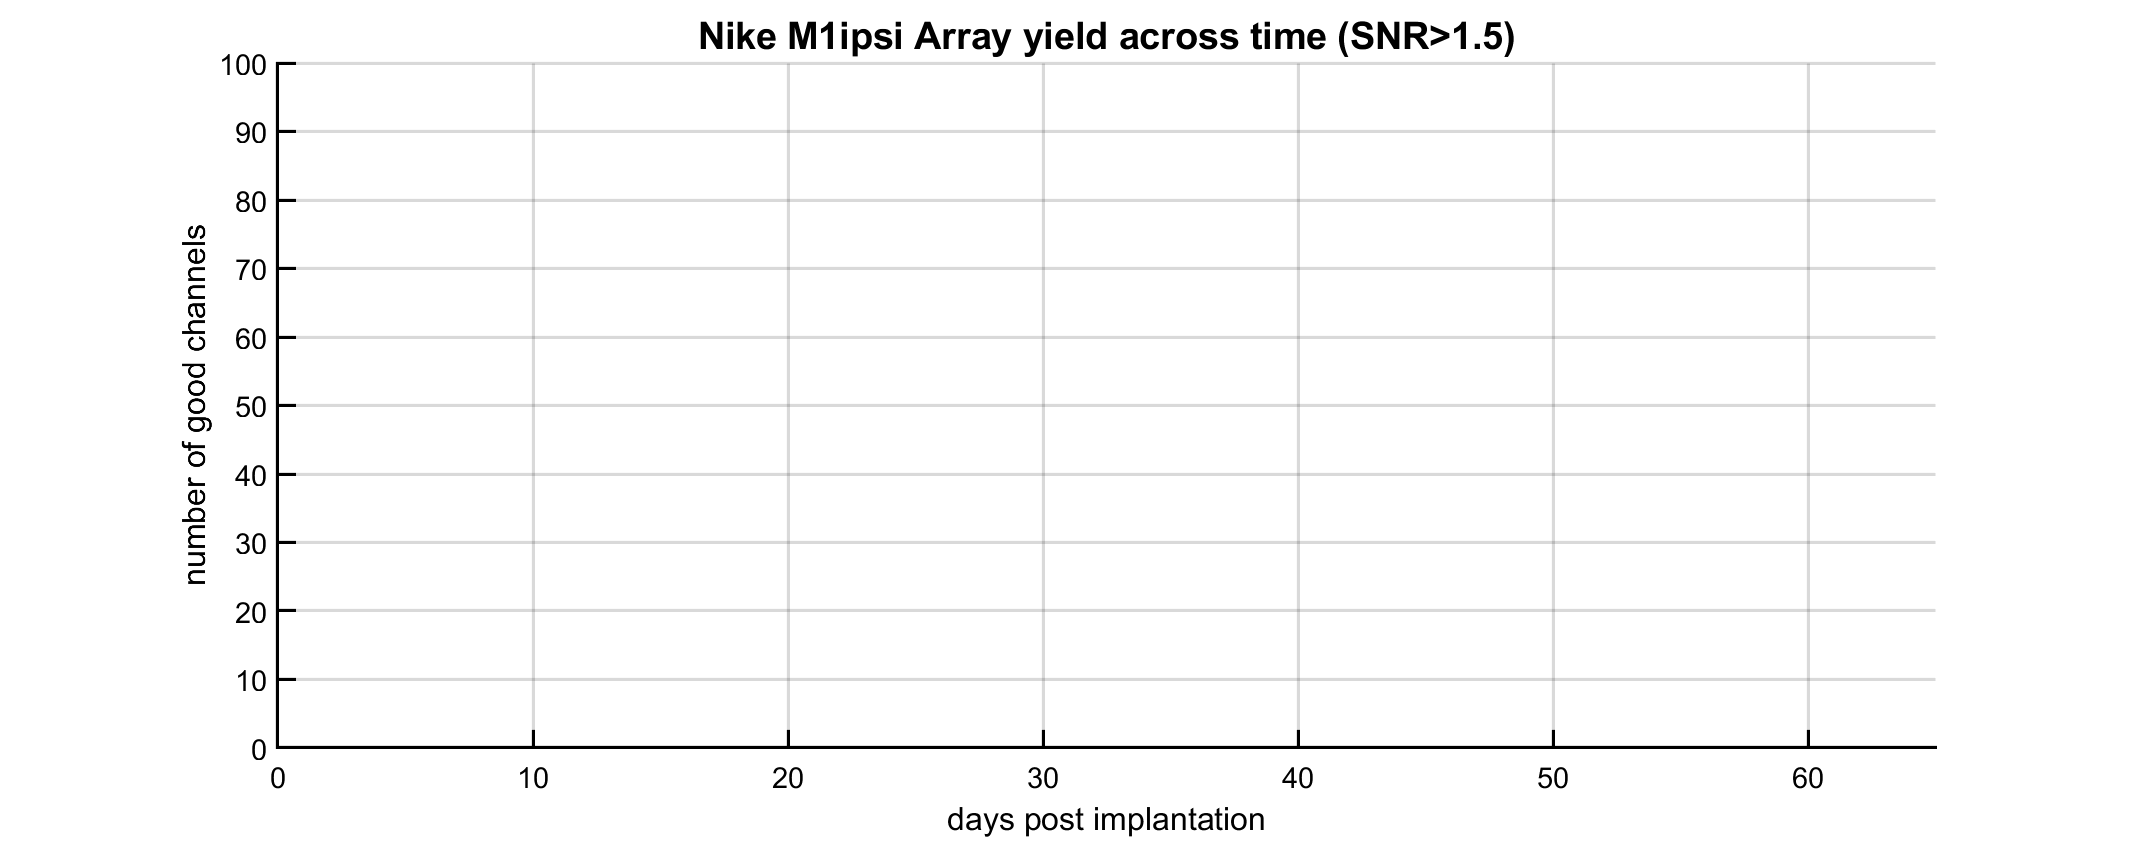 Nike M1ipsi Array yield across time (SNR>1.5)
100
90
80
70
60
50
40
30
20
10
0
number of good channels
0 10 20 30 40 50 60
days post implantation